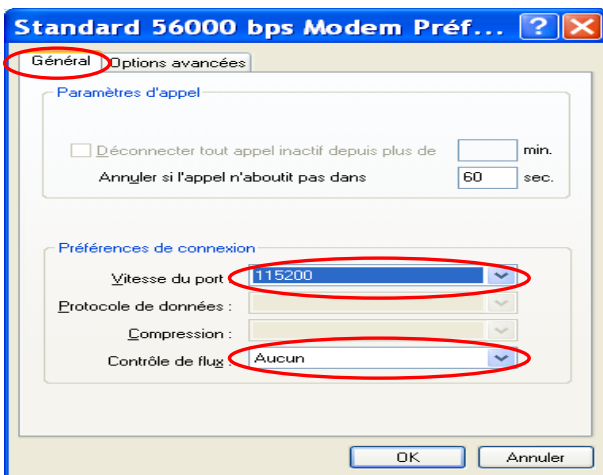 Standard 56000 bps Modem Préf...
Général Options avancées
Paramètres d'appel
Déconnecter tout appel inactif depuis plus de min.
Annuler si l'appel n'aboutit pas dans 60 sec.
Préférences de connexion
Vitesse du port : 115200
Protocole de données :
Compression :
Contrôle de flux : Aucun
OK Annuler